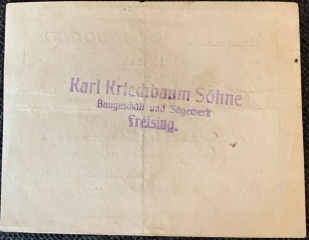 Karl Kriechbaum Söhne
Baugeschäft und Sägewerk
Freising.